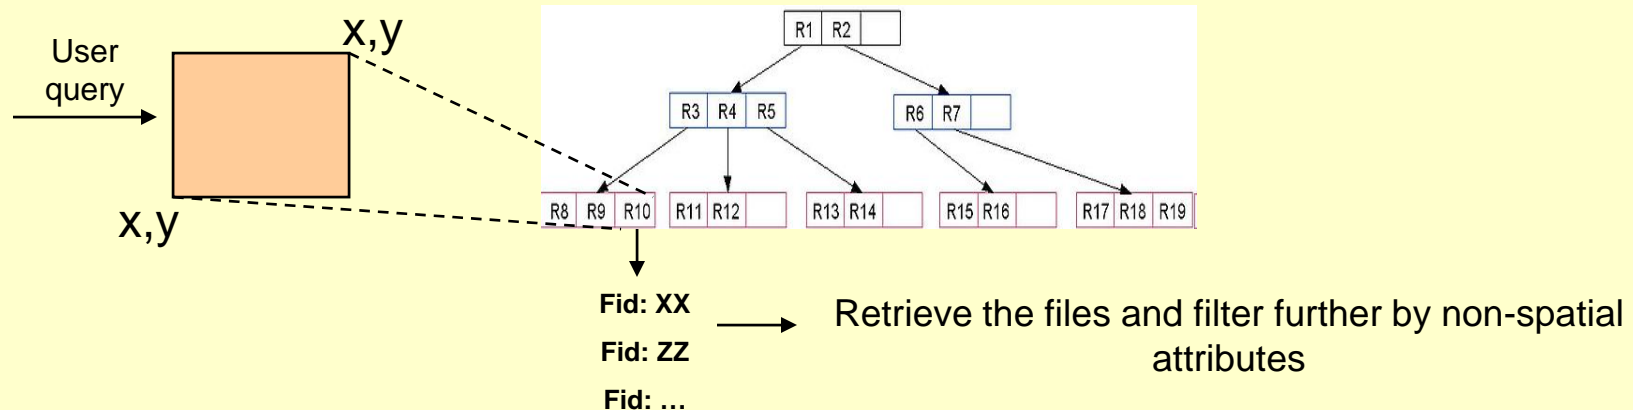 User
query
x,y
x,y
R1 R2
R3 R4 R5
R6 R7
R8 R9 R10
R11 R12
R13 R14
R15 R16
R17 R18 R19
Fid: XX
Fid: ZZ
Fid: ...
Retrieve the files and filter further by non-spatial
attributes